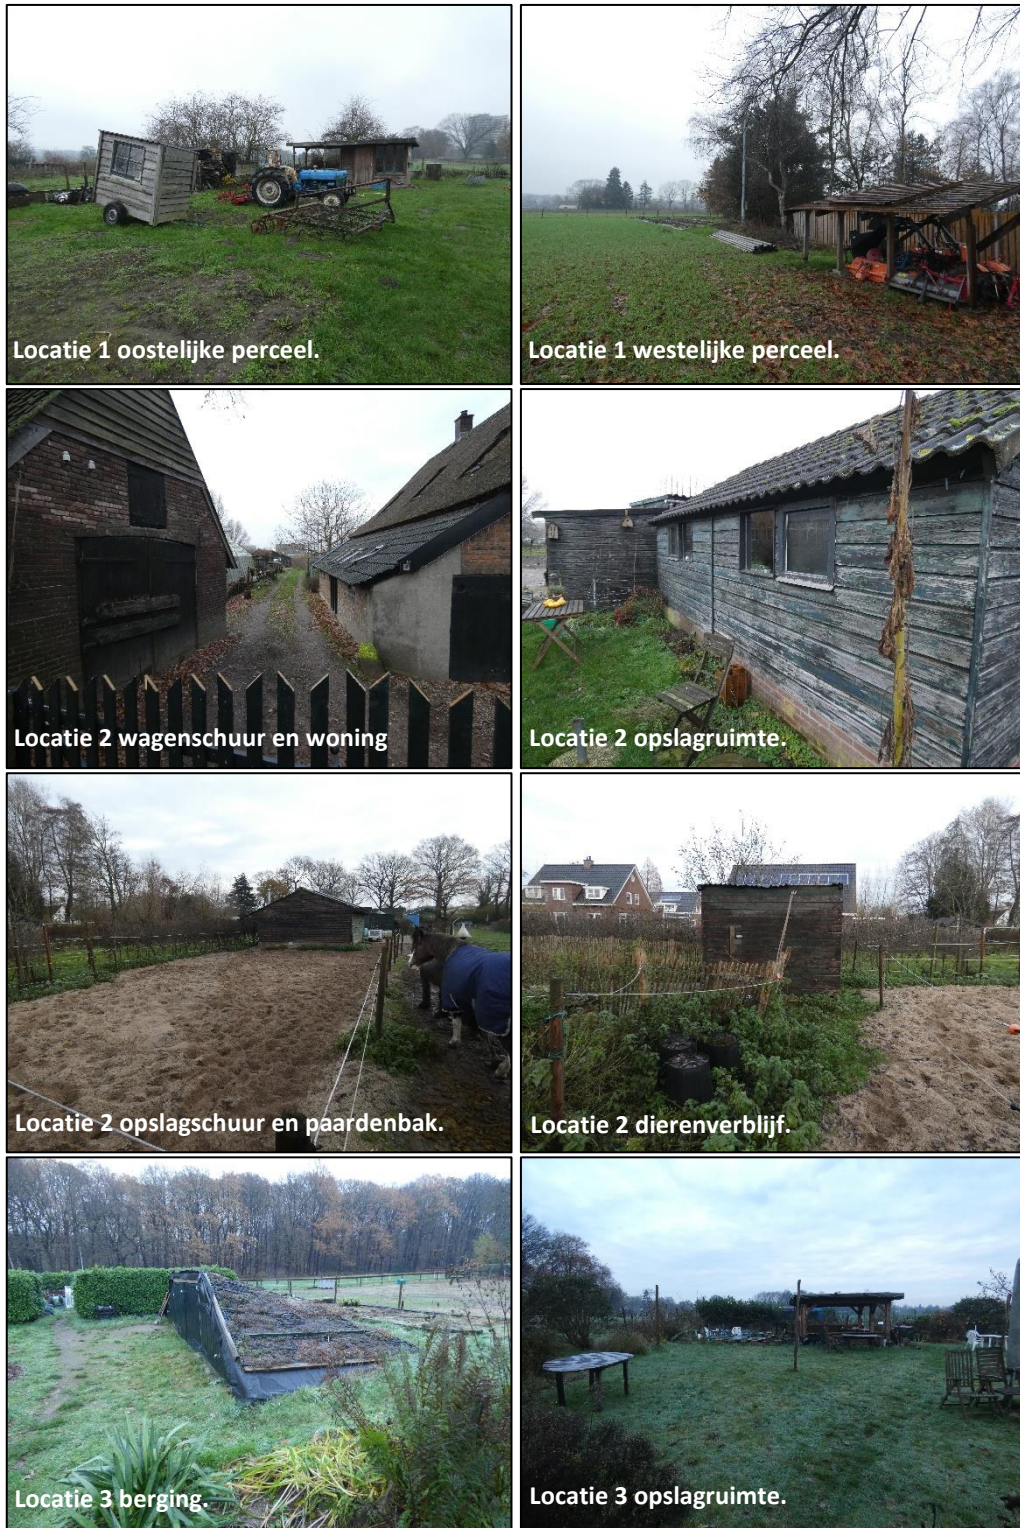 Locatie 1 oostelijke perceel.
Locatie 1 westelijke perceel.
Locatie 2 wagenschuur en woning
Locatie 2 opslagruimte.
Locatie 2 opslagschuur en paardenbak.
Locatie 2 dierenverblijf.
Locatie 3 berging.
Locatie 3 opslagruimte.